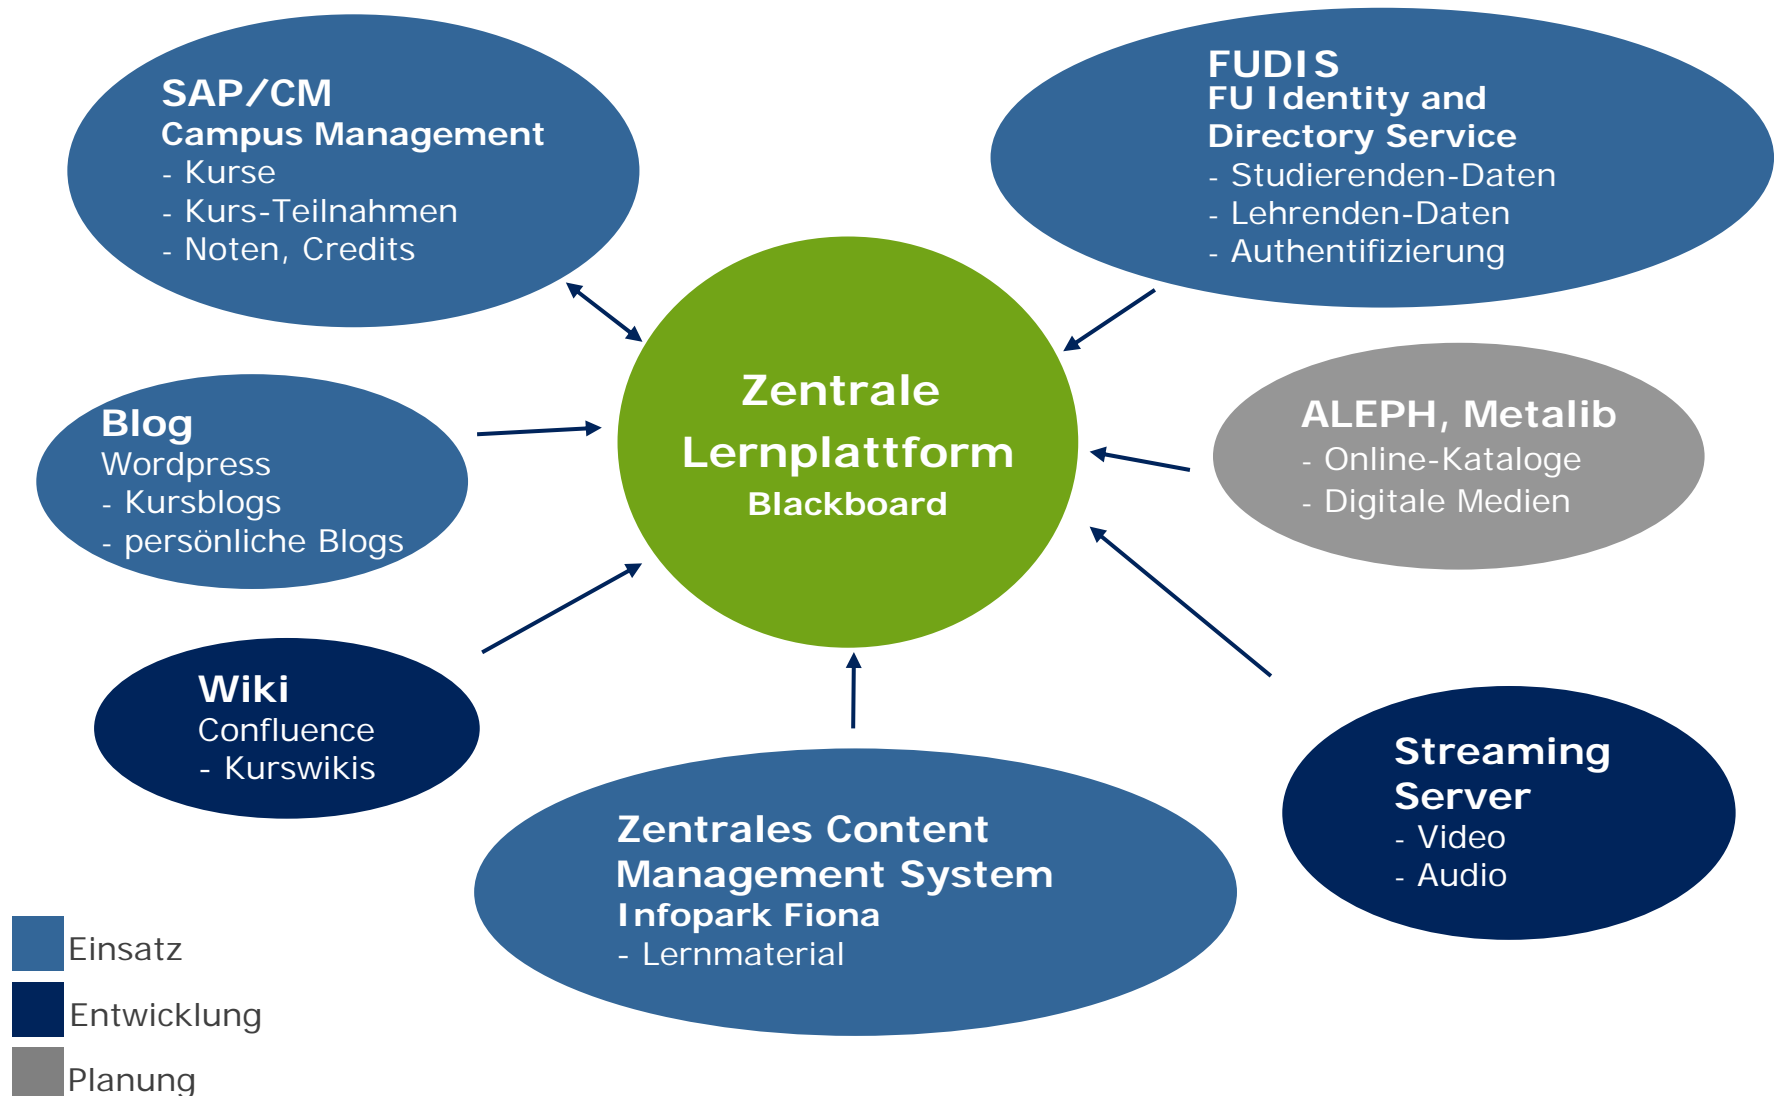 SAP/CM
Campus Management
- Kurse
- Kurs-Teilnahmen
- Noten, Credits
FUDIS
FU Identity and
Directory Service
- Studierenden-Daten
- Lehrenden-Daten
- Authentifizierung
Zentrale
Lernplattform
Blackboard
Blog
Wordpress
- Kursblogs
- persönliche Blogs
ALEPH, Metalib
- Online-Kataloge
- Digitale Medien
Wiki
Confluence
- Kurswikis
Zentrales Content
Management System
Infopark Fiona
- Lernmaterial
Streaming
Server
- Video
- Audio
Einsatz
Entwicklung
Planung